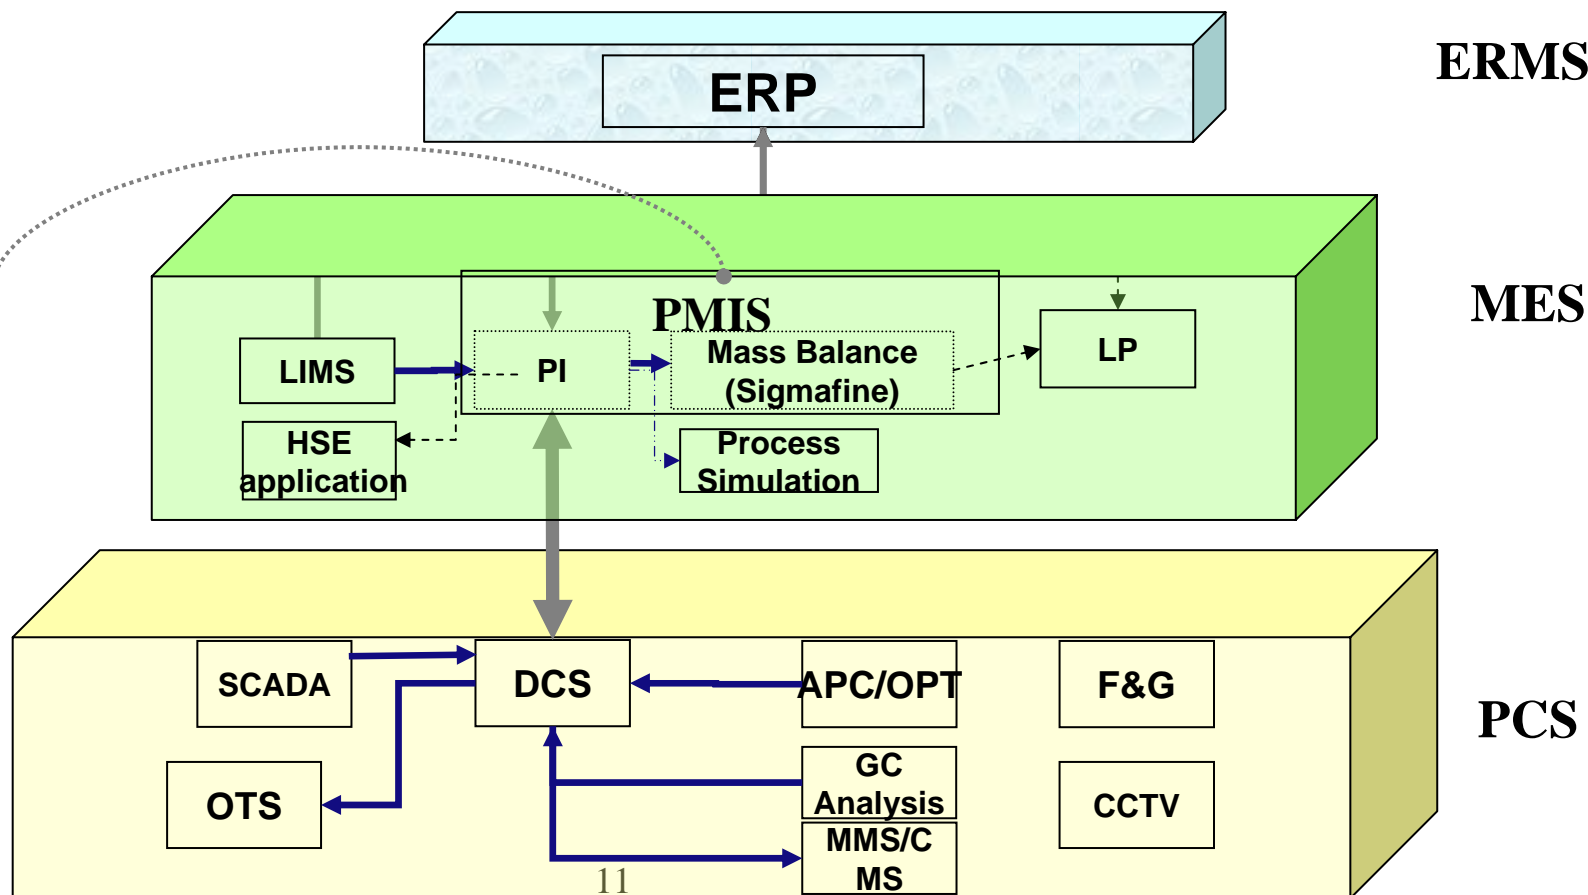 ERP
ERMS
MES
PMIS
LIMS
PI
Mass Balance
(Sigmafine)
LP
HSE
application
Process
Simulation
PCS
SCADA
DCS
APC/OPT
F&G
OTS
GC
Analysis
CCTV
MMS/C
MS
11